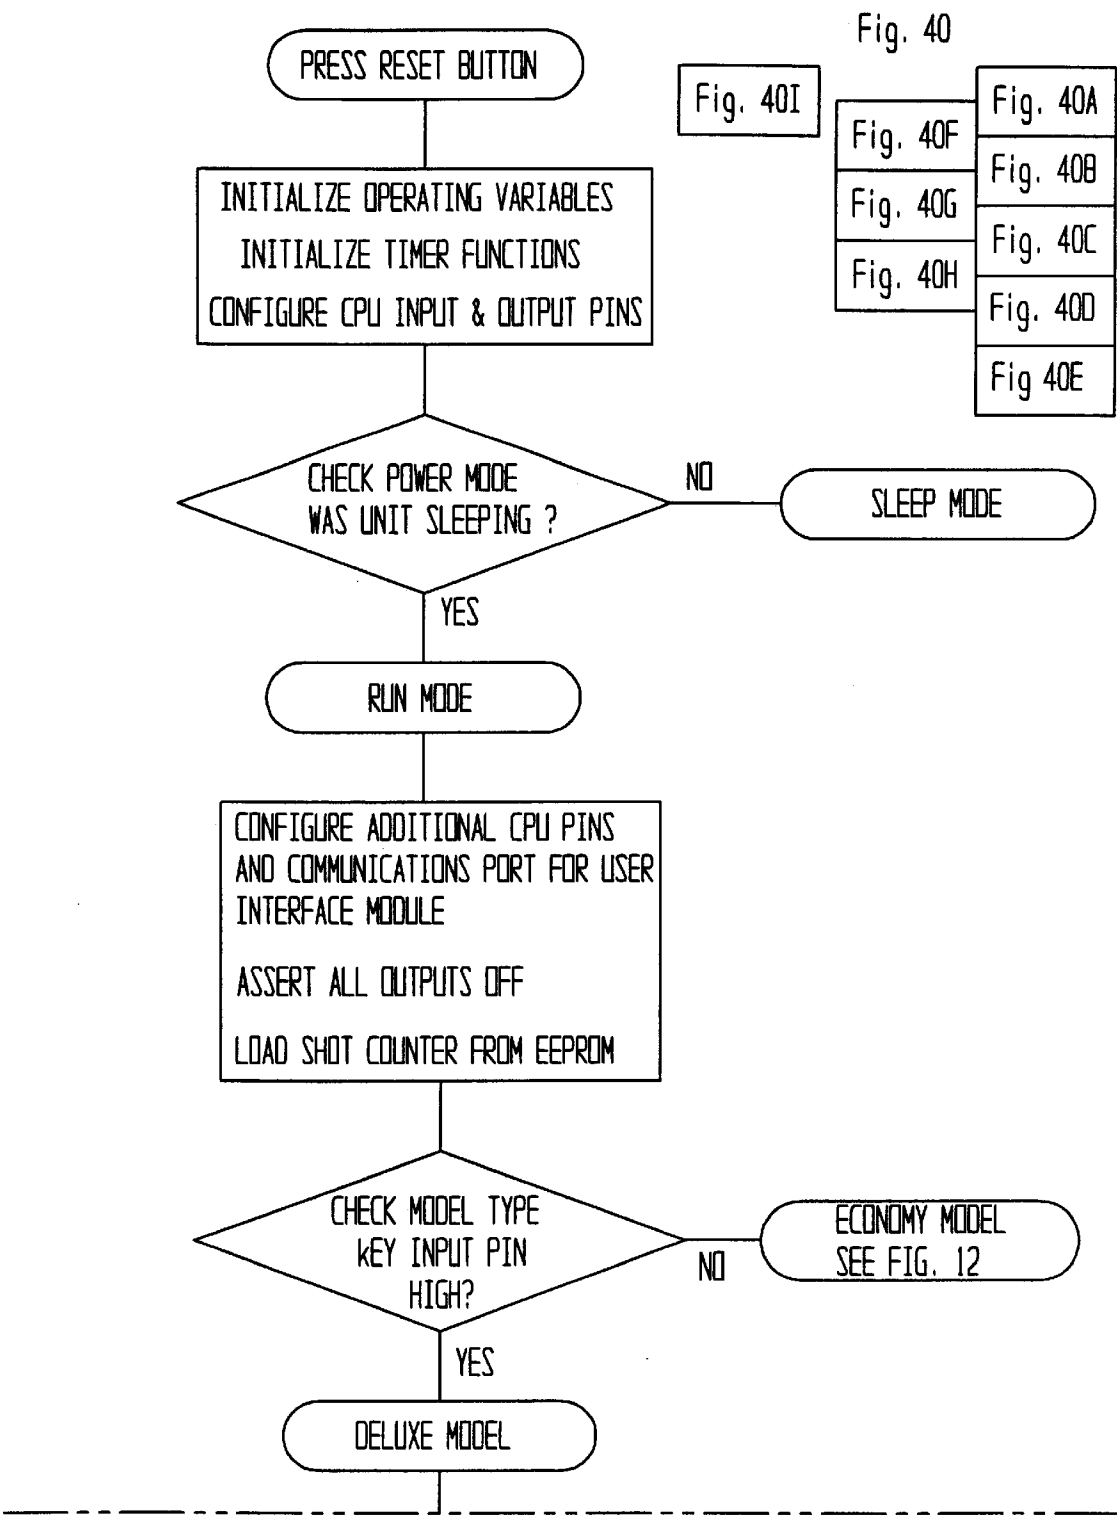 Fig. 40
Fig. 40I
Fig. 40F
Fig. 40G
Fig. 40H
Fig. 40A
Fig. 40B
Fig. 40C
Fig. 40D
Fig 40E
PRESS RESET BUTTON
INITIALIZE OPERATING VARIABLES
INITIALIZE TIMER FUNCTIONS
CONFIGURE CPU INPUT & OUTPUT PINS
CHECK POWER MODE
WAS UNIT SLEEPING ?
NO
SLEEP MODE
YES
RUN MODE
CONFIGURE ADDITIONAL CPU PINS
AND COMMUNICATIONS PORT FOR USER
INTERFACE MODULE
ASSERT ALL OUTPUTS OFF
LOAD SHOT COUNTER FROM EEPROM
CHECK MODEL TYPE
kEY INPUT PIN
HIGH?
NO
ECONOMY MODEL
SEE FIG. 12
YES
DELUXE MODEL